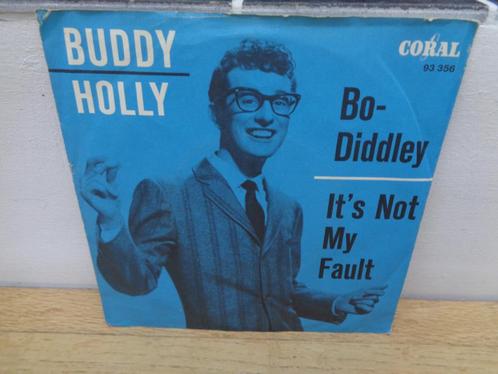 BUDDY
HOLLY
CORAL
93 356
Bo-
Diddley
It's Not
My
Fault